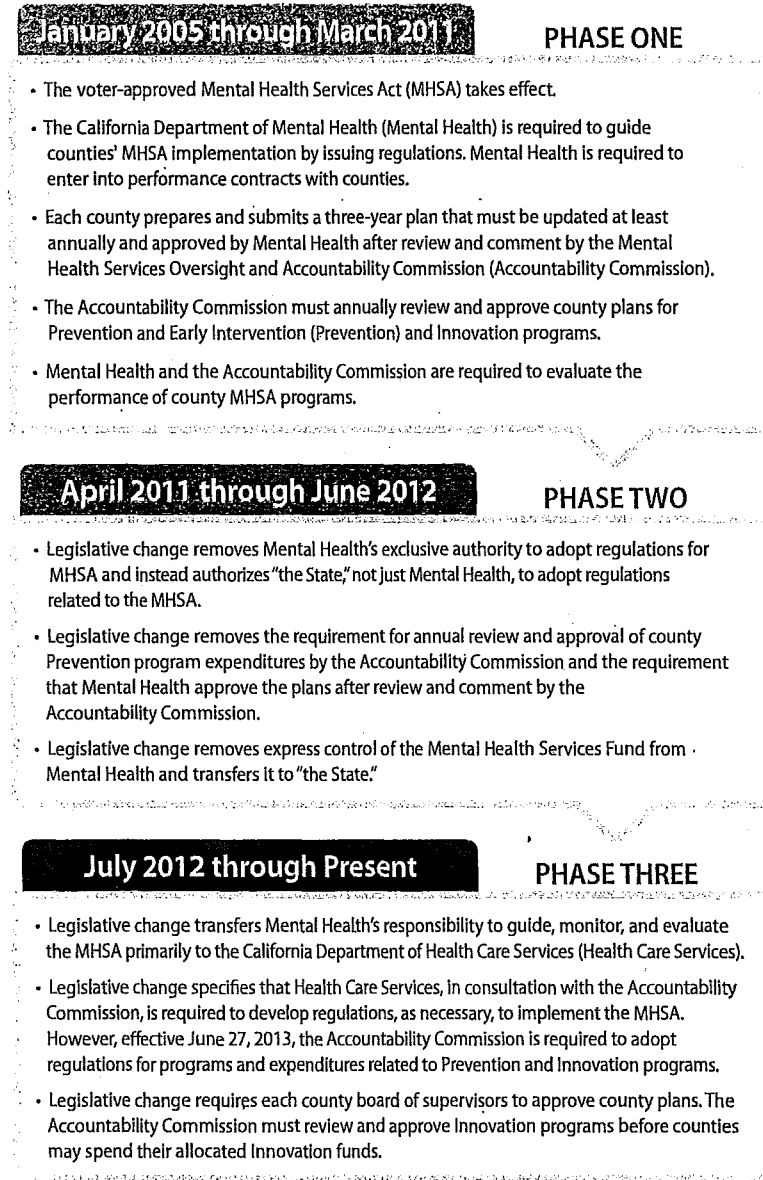 January 2005 through March 2011
PHASE ONE
• The voter-approved Mental Health Services Act (MHSA) takes effect.
• The California Department of Mental Health (Mental Health) is required to guide
counties' MHSA implementation by issuing regulations. Mental Health is required to
enter into performance contracts with counties.
• Each county prepares and submits a three-year plan that must be updated at least
annually and approved by Mental Health after review and comment by the Mental
Health Services Oversight and Accountability Commission (Accountability Commission).
• The Accountability Commission must annually review and approve county plans for
Prevention and Early Intervention (Prevention) and Innovation programs.
• Mental Health and the Accountability Commission are required to evaluate the
performance of county MHSA programs.
April 2011 through June 2012
PHASE TWO
• Legislative change removes Mental Health's exclusive authority to adopt regulations for
MHSA and instead authorizes "the State," not just Mental Health, to adopt regulations
related to the MHSA.
• Legislative change removes the requirement for annual review and approval of county
Prevention program expenditures by the Accountability Commission and the requirement
that Mental Health approve the plans after review and comment by the
Accountability Commission.
• Legislative change removes express control of the Mental Health Services Fund from
Mental Health and transfers it to "the State."
July 2012 through Present
PHASE THREE
• Legislative change transfers Mental Health's responsibility to guide, monitor, and evaluate
the MHSA primarily to the California Department of Health Care Services (Health Care Services).
• Legislative change specifies that Health Care Services, in consultation with the Accountability
Commission, is required to develop regulations, as necessary, to implement the MHSA.
However, effective June 27, 2013, the Accountability Commission is required to adopt
regulations for programs and expenditures related to Prevention and Innovation programs.
• Legislative change requires each county board of supervisors to approve county plans. The
Accountability Commission must review and approve Innovation programs before counties
may spend their allocated Innovation funds.